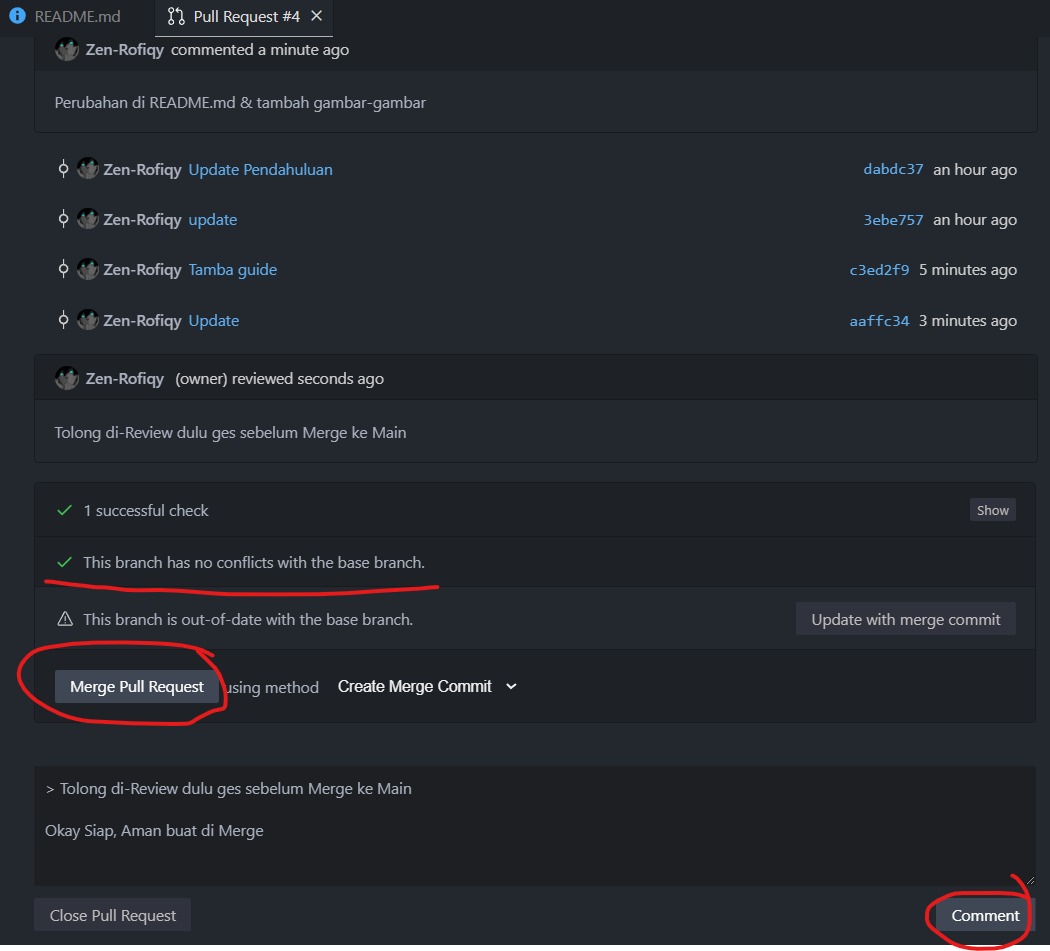 README.md Pull Request #4
Zen-Rofiqy commented a minute ago
Perubahan di README.md & tambah gambar-gambar
Zen-Rofiqy Update Pendahuluan dabdc37 an hour ago
Zen-Rofiqy update 3ebe757 an hour ago
Zen-Rofiqy Tamba guide c3ed2f9 5 minutes ago
Zen-Rofiqy Update aaffc34 3 minutes ago
Zen-Rofiqy (owner) reviewed seconds ago
Tolong di-Review dulu ges sebelum Merge ke Main
1 successful check Show
This branch has no conflicts with the base branch.
This branch is out-of-date with the base branch. Update with merge commit
Merge Pull Request using method Create Merge Commit
> Tolong di-Review dulu ges sebelum Merge ke Main
Okay Siap, Aman buat di Merge
Close Pull Request Comment